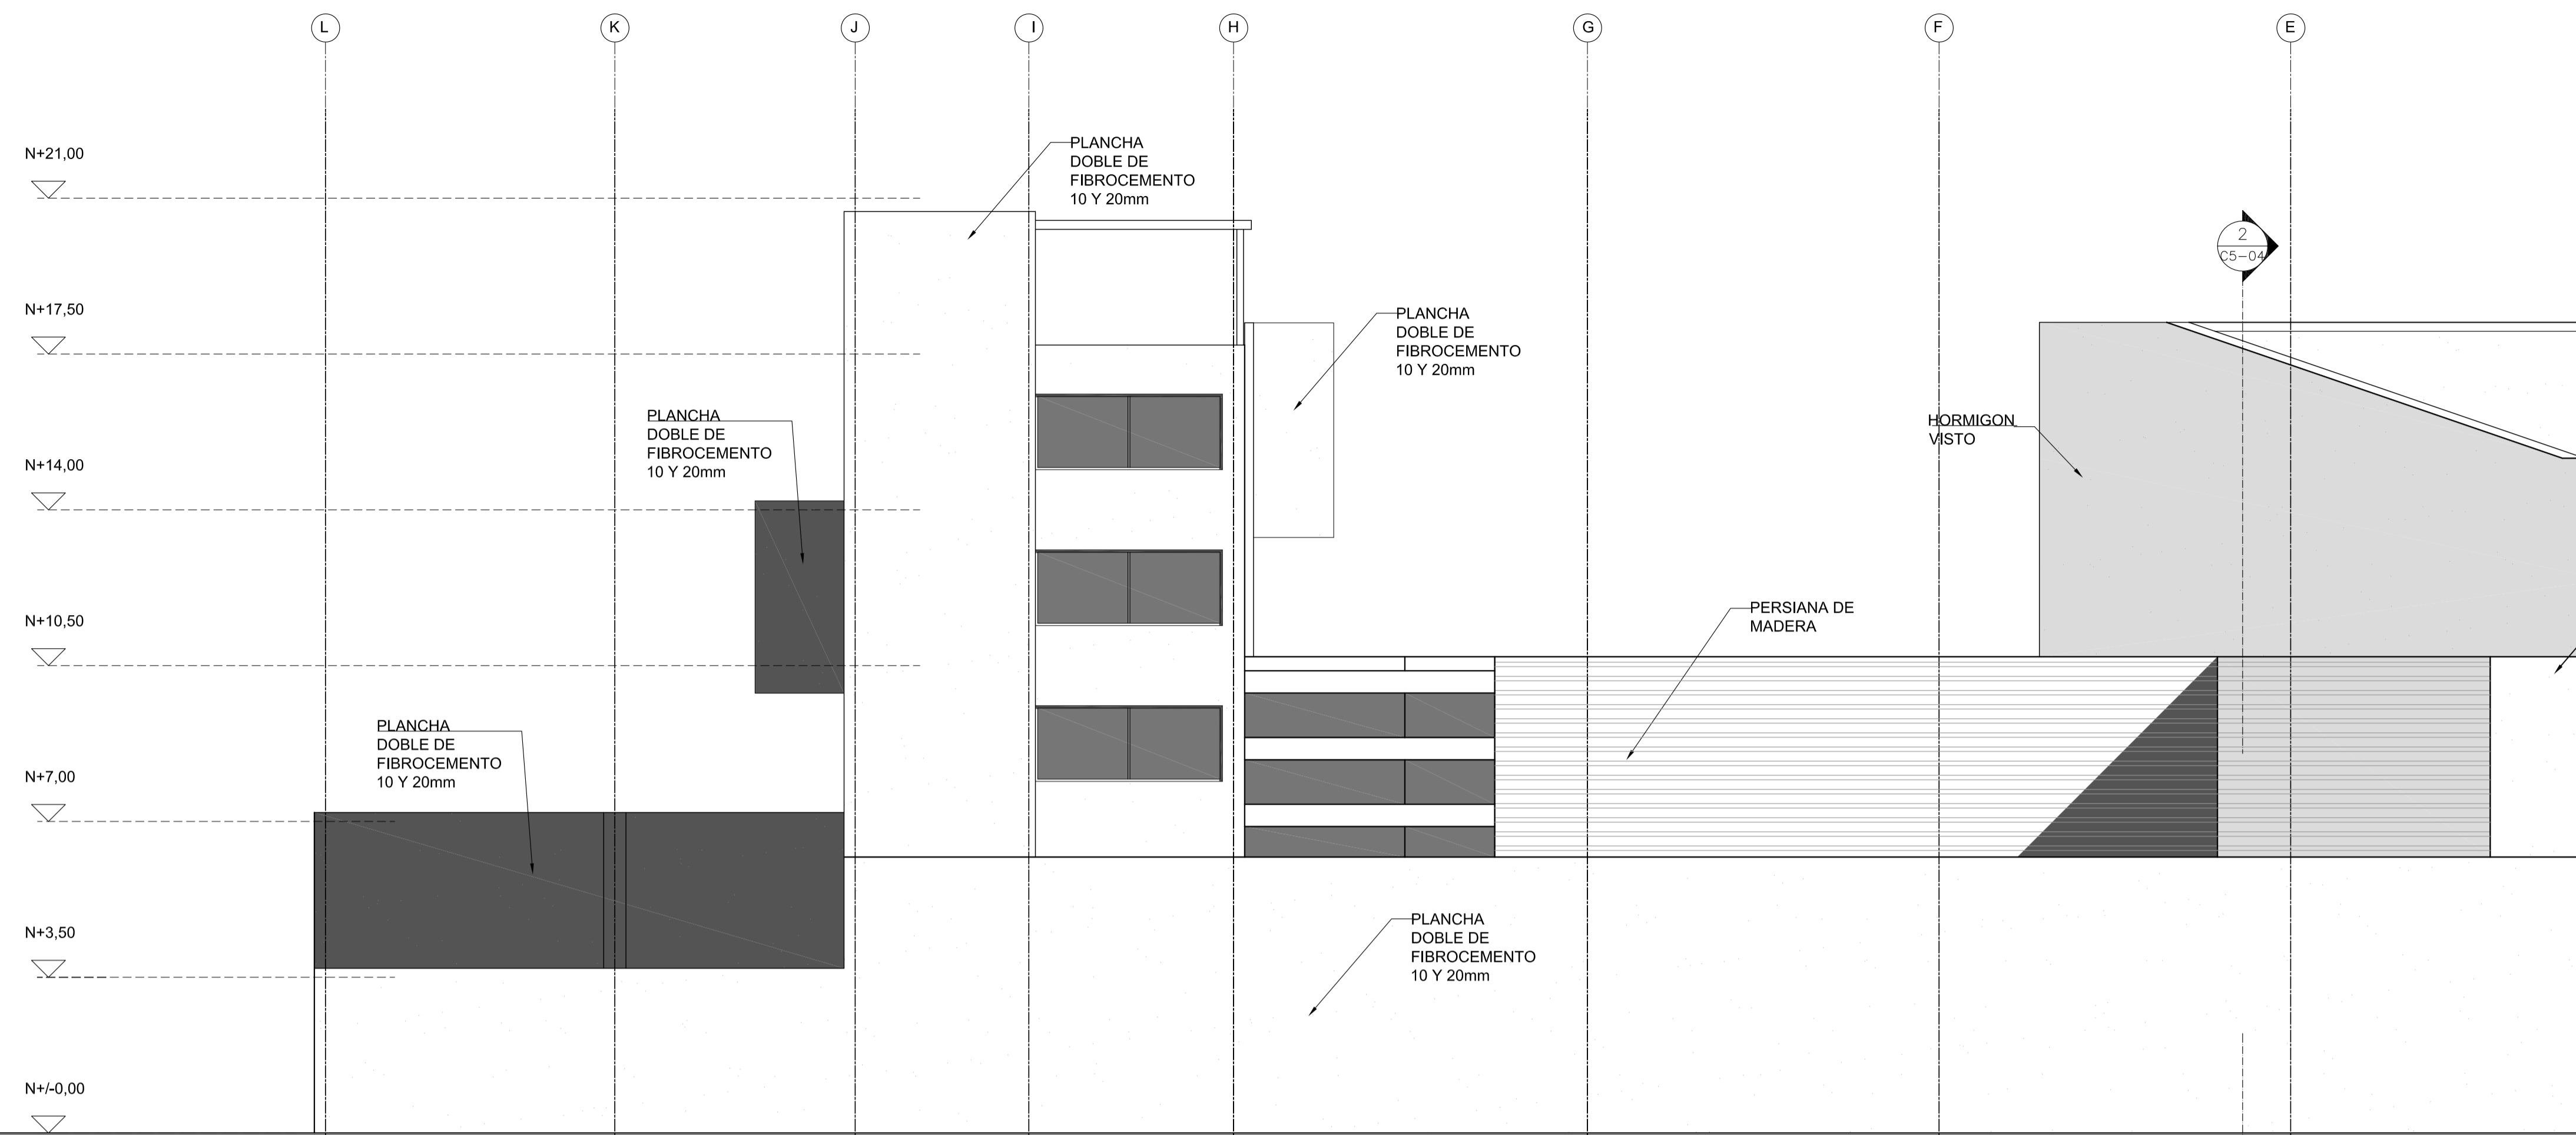 L
K
J
I
H
G
F
E
N+21,00
N+17,50
N+14,00
N+10,50
N+7,00
N+3,50
N+/-0,00
PLANCHA
DOBLE DE
FIBROCEMENTO
10 Y 20mm
2
C5-04
PLANCHA
DOBLE DE
FIBROCEMENTO
10 Y 20mm
PLANCHA
DOBLE DE
FIBROCEMENTO
10 Y 20mm
HORMIGON
VISTO
PERSIANA DE
MADERA
PLANCHA
DOBLE DE
FIBROCEMENTO
10 Y 20mm
PLANCHA
DOBLE DE
FIBROCEMENTO
10 Y 20mm